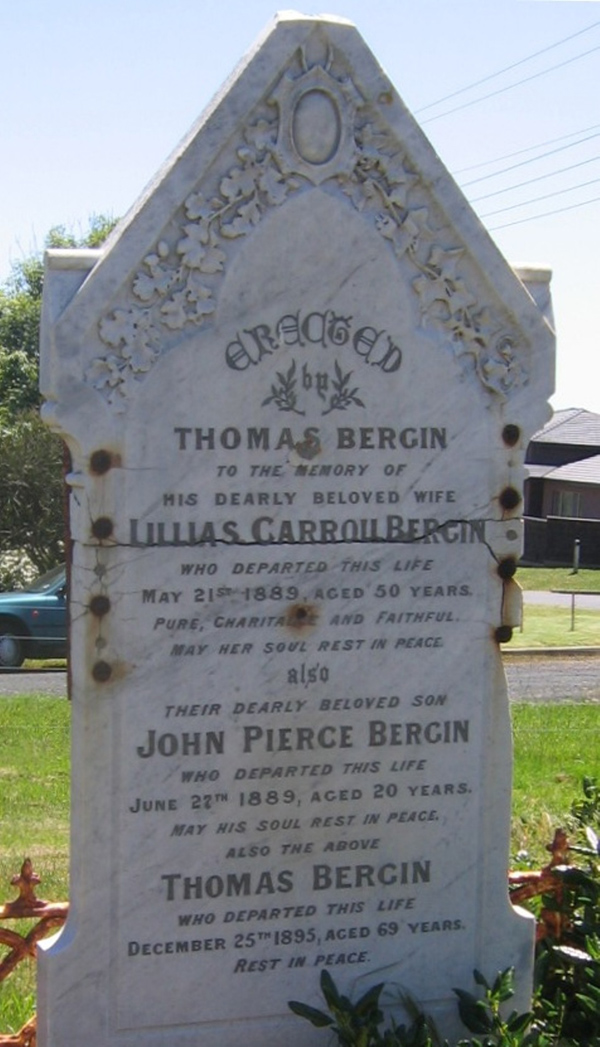 ERECTED
by
THOMAS BERGIN
TO THE MEMORY OF
HIS DEARLY BELOVED WIFE
LILLIAS CARROLL BERGIN
WHO DEPARTED THIS LIFE
MAY 21ST 1889, AGED 50 YEARS.
PURE, CHARITABLE AND FAITHFUL.
MAY HER SOUL REST IN PEACE.
also
THEIR DEARLY BELOVED SON
JOHN PIERCE BERGIN
WHO DEPARTED THIS LIFE
JUNE 27TH 1889, AGED 20 YEARS.
MAY HIS SOUL REST IN PEACE.
ALSO THE ABOVE
THOMAS BERGIN
WHO DEPARTED THIS LIFE
DECEMBER 25TH 1895, AGED 69 YEARS.
REST IN PEACE.